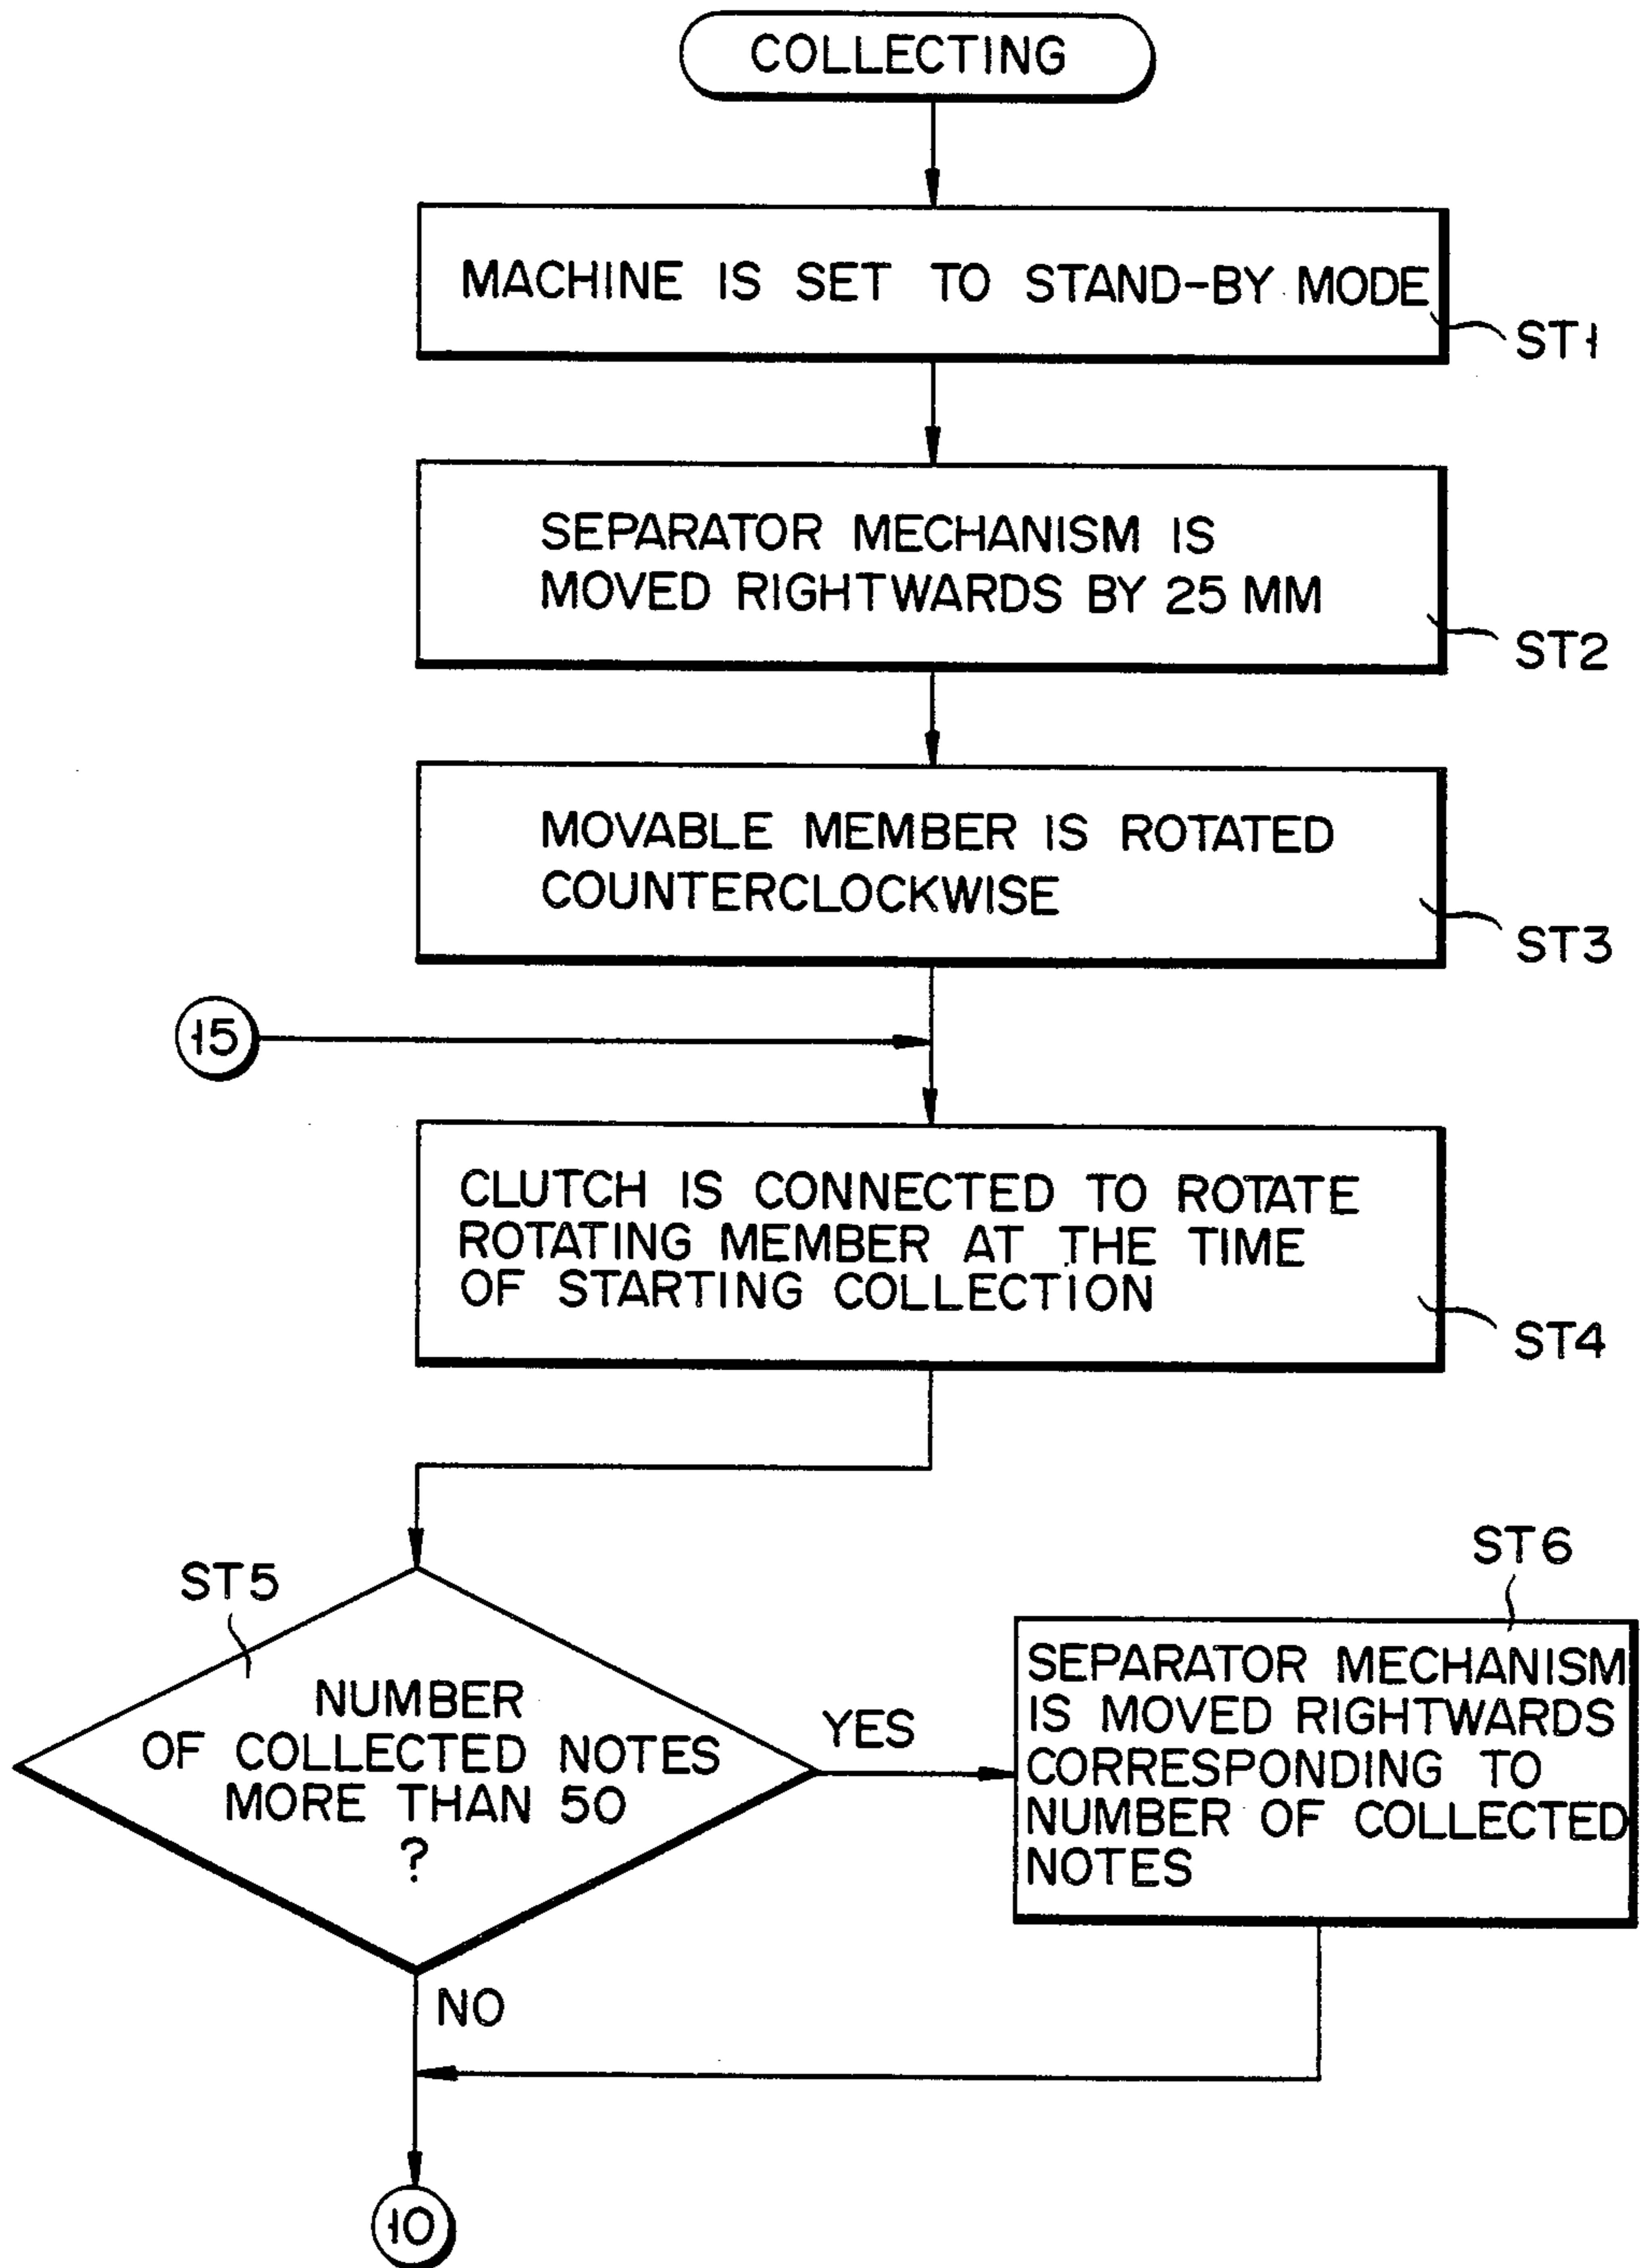 COLLECTING
MACHINE IS SET TO STAND-BY MODE
ST1
SEPARATOR MECHANISM IS
MOVED RIGHTWARDS BY 25 MM
ST2
MOVABLE MEMBER IS ROTATED
COUNTERCLOCKWISE
ST3
15
CLUTCH IS CONNECTED TO ROTATE
ROTATING MEMBER AT THE TIME
OF STARTING COLLECTION
ST4
ST5
NUMBER
OF COLLECTED NOTES
MORE THAN 50
?
YES
NO
ST6
SEPARATOR MECHANISM
IS MOVED RIGHTWARDS
CORRESPONDING TO
NUMBER OF COLLECTED
NOTES
10